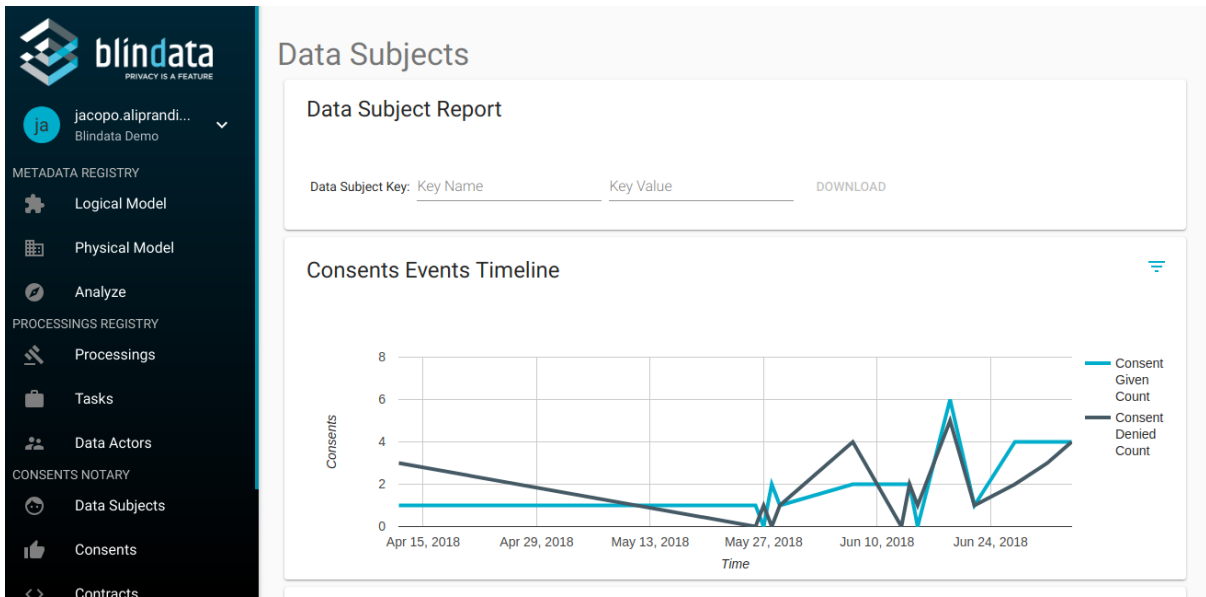 blindata
PRIVACY IS A FEATURE
ja
jacopo.aliprandi...
Blindata Demo
METADATA REGISTRY
Logical Model
Physical Model
Analyze
PROCESSINGS REGISTRY
Processings
Tasks
Data Actors
CONSENTS NOTARY
Data Subjects
Consents
Contracts
Data Subjects
Data Subject Report
Data Subject Key: Key Name Key Value DOWNLOAD
Consents Events Timeline
8
6
4
2
0
Consents
Apr 15, 2018 Apr 29, 2018 May 13, 2018 May 27, 2018 Jun 10, 2018 Jun 24, 2018
Time
Consent
Given
Count
Consent
Denied
Count